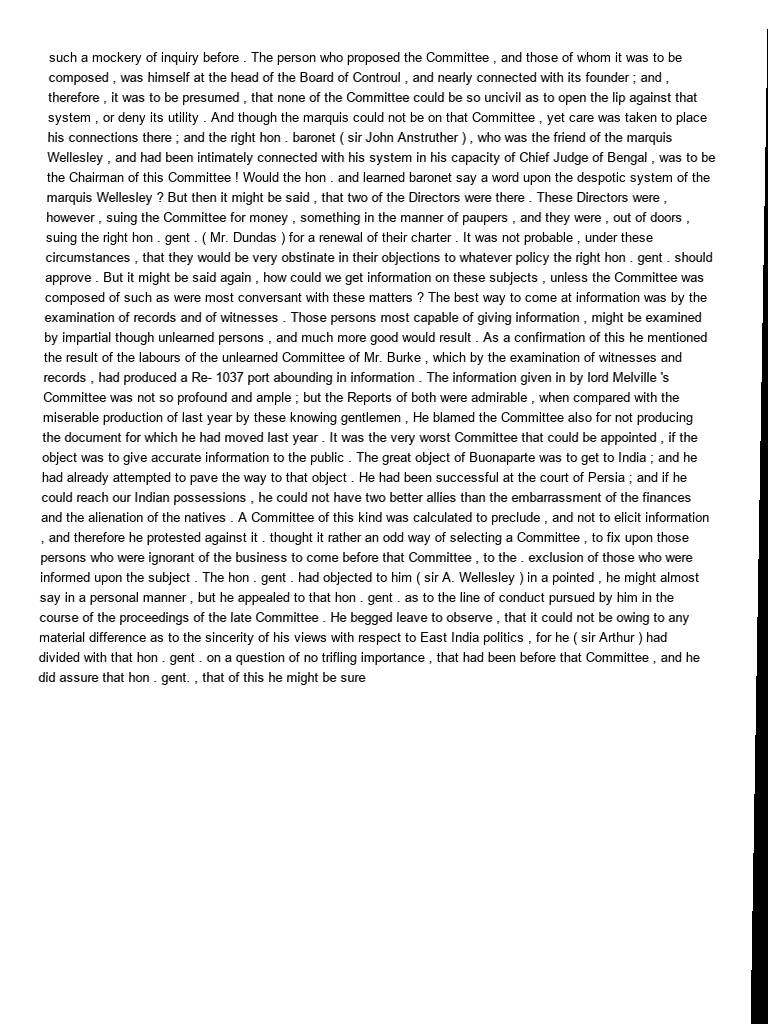 such a mockery of inquiry before . The person who proposed the Committee , and those of whom it was to be
composed , was himself at the head of the Board of Controul , and nearly connected with its founder ; and ,
therefore , it was to be presumed , that none of the Committee could be so uncivil as to open the lip against that
system , or deny its utility . And though the marquis could not be on that Committee , yet care was taken to place
his connections there ; and the right hon . baronet ( sir John Anstruther ) , who was the friend of the marquis
Wellesley , and had been intimately connected with his system in his capacity of Chief Judge of Bengal , was to be
the Chairman of this Committee ! Would the hon . and learned baronet say a word upon the despotic system of the
marquis Wellesley ? But then it might be said , that two of the Directors were there . These Directors were ,
however , suing the Committee for money , something in the manner of paupers , and they were , out of doors ,
suing the right hon . gent . ( Mr. Dundas ) for a renewal of their charter . It was not probable , under these
circumstances , that they would be very obstinate in their objections to whatever policy the right hon . gent . should
approve . But it might be said again , how could we get information on these subjects , unless the Committee was
composed of such as were most conversant with these matters ? The best way to come at information was by the
examination of records and of witnesses . Those persons most capable of giving information , might be examined
by impartial though unlearned persons , and much more good would result . As a confirmation of this he mentioned
the result of the labours of the unlearned Committee of Mr. Burke , which by the examination of witnesses and
records , had produced a Re- 1037 port abounding in information . The information given in by lord Melville 's
Committee was not so profound and ample ; but the Reports of both were admirable , when compared with the
miserable production of last year by these knowing gentlemen , He blamed the Committee also for not producing
the document for which he had moved last year . It was the very worst Committee that could be appointed , if the
object was to give accurate information to the public . The great object of Buonaparte was to get to India ; and he
had already attempted to pave the way to that object . He had been successful at the court of Persia ; and if he
could reach our Indian possessions , he could not have two better allies than the embarrassment of the finances
and the alienation of the natives . A Committee of this kind was calculated to preclude , and not to elicit information
, and therefore he protested against it . thought it rather an odd way of selecting a Committee , to fix upon those
persons who were ignorant of the business to come before that Committee , to the . exclusion of those who were
informed upon the subject . The hon . gent . had objected to him ( sir A. Wellesley ) in a pointed , he might almost
say in a personal manner , but he appealed to that hon . gent . as to the line of conduct pursued by him in the
course of the proceedings of the late Committee . He begged leave to observe , that it could not be owing to any
material difference as to the sincerity of his views with respect to East India politics , for he ( sir Arthur ) had
divided with that hon . gent . on a question of no trifling importance , that had been before that Committee , and he
did assure that hon . gent. , that of this he might be sure